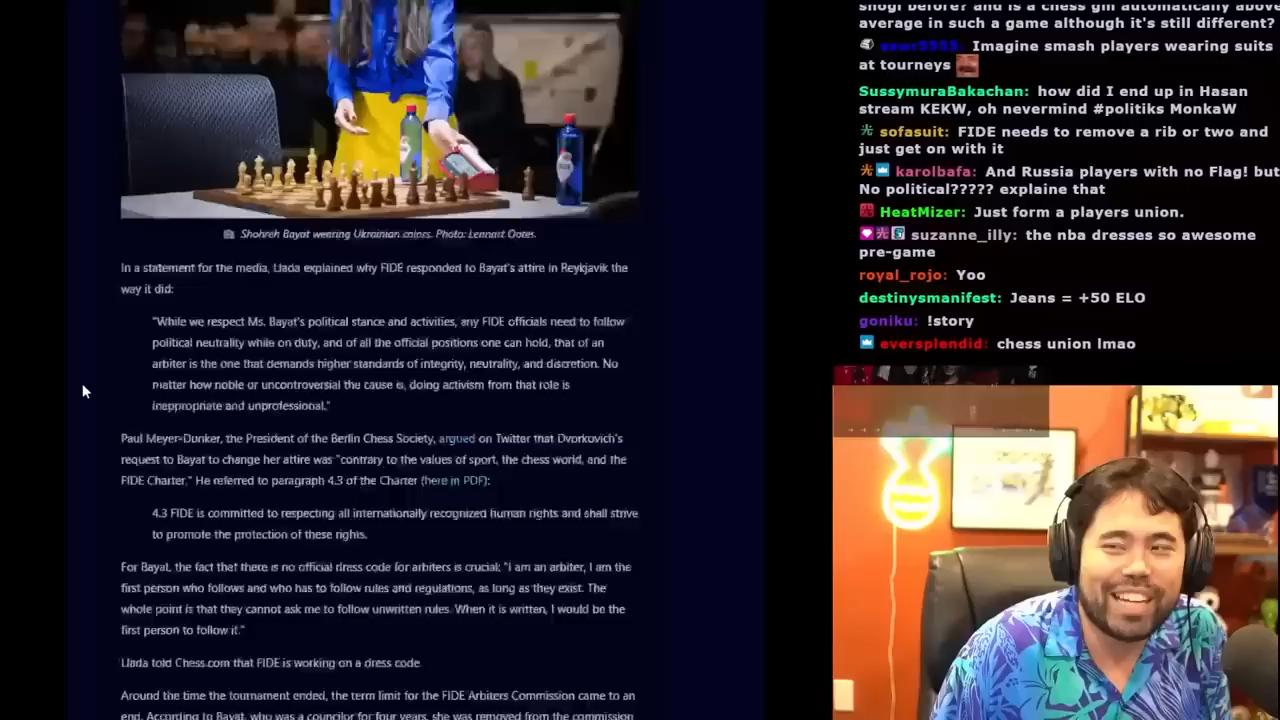 Shohreh Bayat wearing Ukrainian colors. Photo: Lennart Ootes.
In a statement for the media, Llada explained why FIDE responded to Bayat's attire in Reykjavik the
way it did:
"While we respect Ms. Bayat's political stance and activities, any FIDE officials need to follow
political neutrality while on duty, and of all the official positions one can hold, that of an
arbiter is the one that demands higher standards of integrity, neutrality, and discretion. No
matter how noble or uncontroversial the cause is, doing activism from that role is
inappropriate and unprofessional."
Paul Meyer-Dunker, the President of the Berlin Chess Society, argued on Twitter that Dvorkovich's
request to Bayat to change her attire was "contrary to the values of sport, the chess world, and the
FIDE Charter." He referred to paragraph 4.3 of the Charter (here in PDF):
4.3 FIDE is committed to respecting all internationally recognized human rights and shall strive
to promote the protection of these rights.
For Bayat, the fact that there is no official dress code for arbiters is crucial; "I am an arbiter, I am the
first person who follows and who has to follow rules and regulations, as long as they exist. The
whole point is that they cannot ask me to follow unwritten rules. When it is written, I would be the
first person to follow it."
Llada told Chess.com that FIDE is working on a dress code
Around the time the tournament ended, the term limit for the FIDE Arbiters Commission came to an
end. According to Bayat, who was a councilor for four years, she was removed from the commission
shogi before? and is a chess gm automatically above
average in such a game although it's still different?
Imagine smash players wearing suits
at tourneys
SussymuraBakachan: how did I end up in Hasan
stream KEKW, oh nevermind #politiks MonkaW
sofasuit: FIDE needs to remove a rib or two and
just get on with it
karolbafa: And Russia players with no Flag! but
No political????? explaine that
HeatMizer: Just form a players union.
suzanne_illy: the nba dresses so awesome
pre-game
royal_rojo: Yoo
destinysmanifest: Jeans = +50 ELO
goniku: !story
eversplendid: chess union lmao